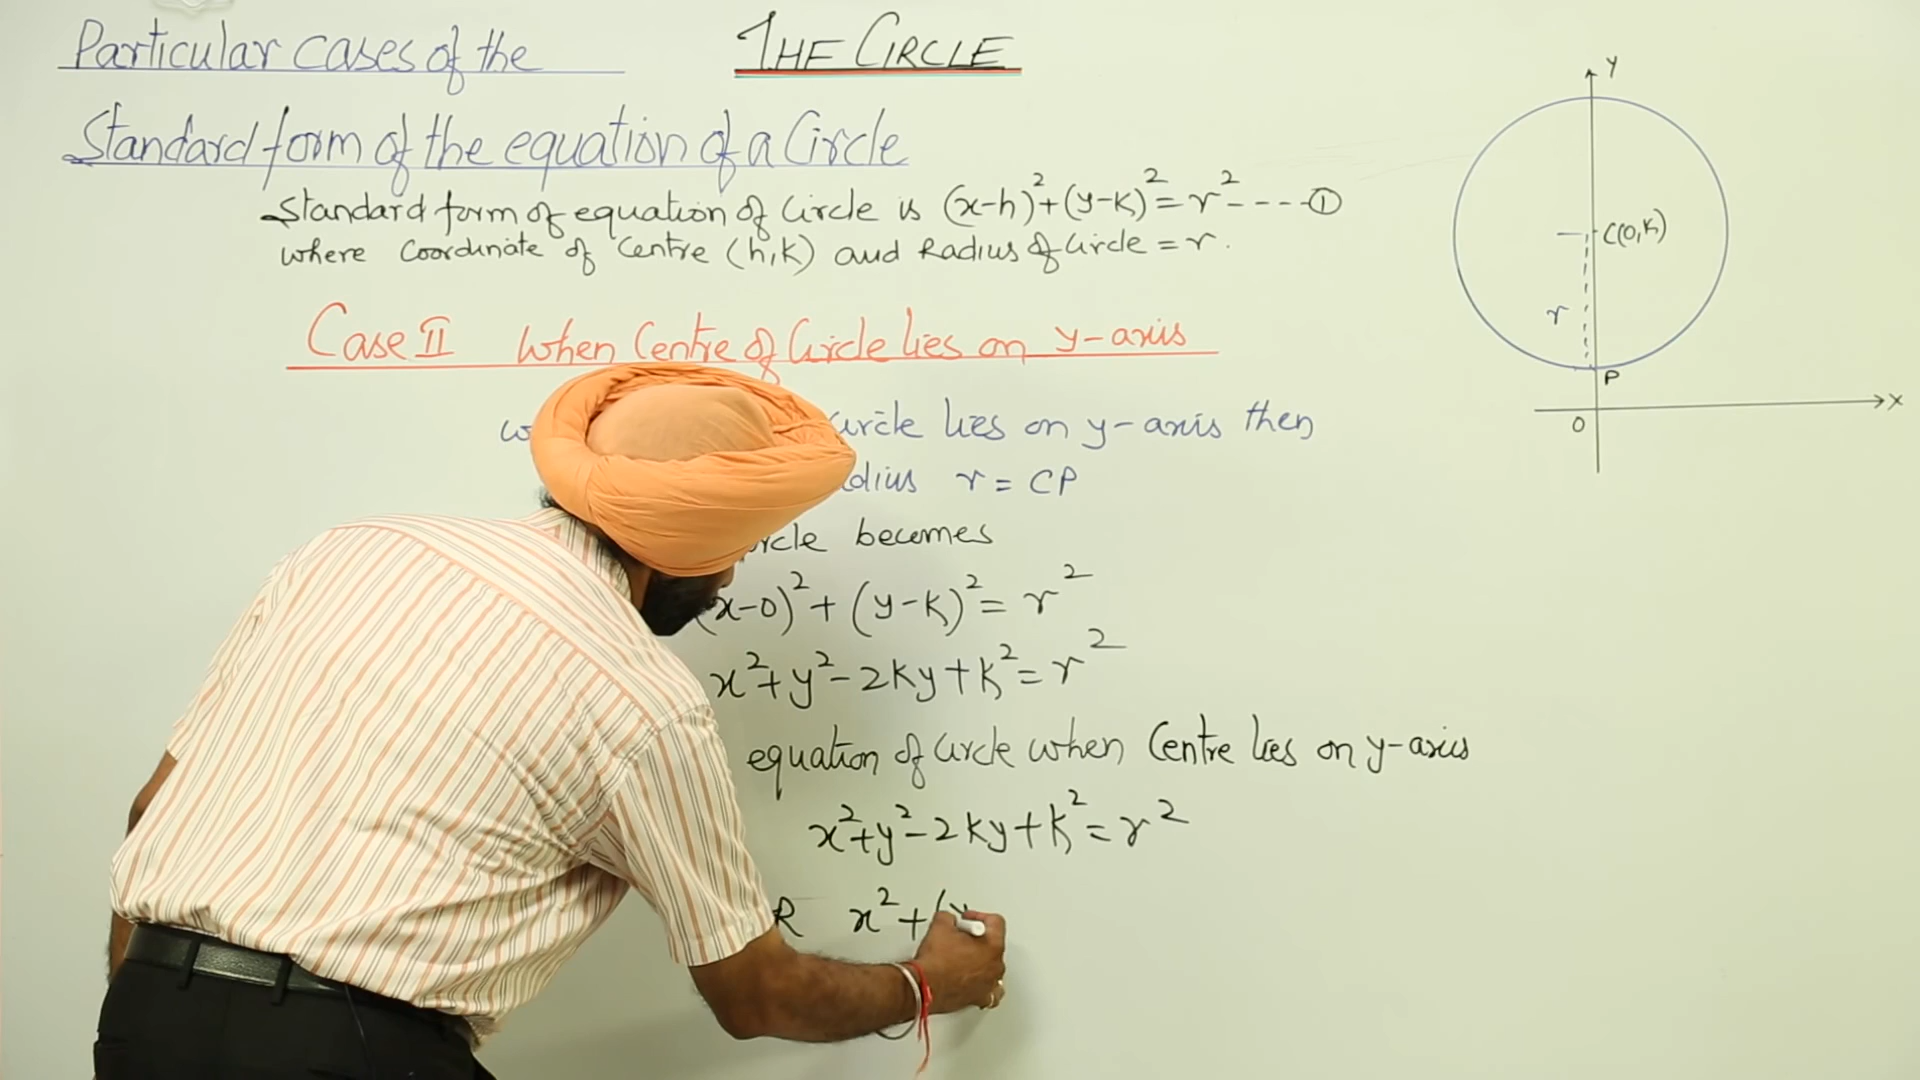 Particular cases of the
THE CIRCLE
Standard form of the equation of a Circle
Standard form of equation of Circle is (x-h)²+(y-k)²=r²----①
where Coordinate of Centre (h,k) and Radius of Circle = r.
Case II When Centre of Circle lies on y-axis
circle lies on y-axis then
r = CP
becomes
x-0)²+(y-k)²=r²
x²+y²-2ky+k²=r²
equation of circle when Centre lies on y-axis
x²+y²-2ky+k²=r²
R x²+(y
Y
C(0,k)
r
P
X
O